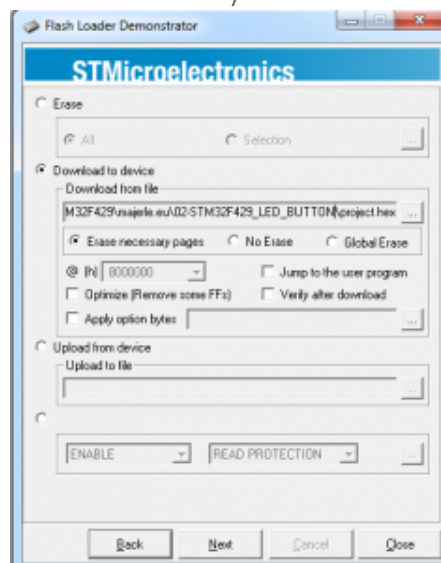 Flash Loader Demonstrator
STMicroelectronics
Erase
All Selection ...
Download to device
Download from file
M32F429\majerle.eu\02-STM32F429_LED_BUTTON\project.hex ...
Erase necessary pages No Erase Global Erase
@ (h) 8000000 Jump to the user program
Optimize (Remove some FFs) Verify after download
Apply option bytes ...
Upload from device
Upload to file
...
ENABLE READ PROTECTION ...
Back Next Cancel Close